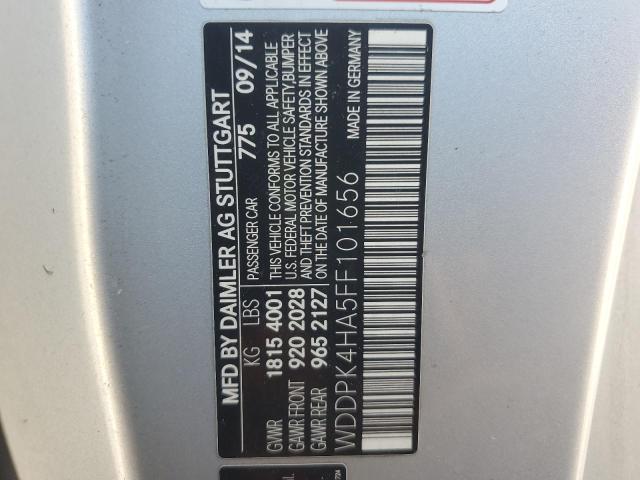 MFD BY DAIMLER AG STUTTGART
KG LBS PASSENGER CAR 775 09/14
GVWR 1815 4001 THIS VEHICLE CONFORMS TO ALL APPLICABLE
GAWR FRONT 920 2028 U.S. FEDERAL MOTOR VEHICLE SAFETY,BUMPER
GAWR REAR 965 2127 AND THEFT PREVENTION STANDARDS IN EFFECT
ON THE DATE OF MANUFACTURE SHOWN ABOVE
WDDPK4HA5FF101656 MADE IN GERMANY